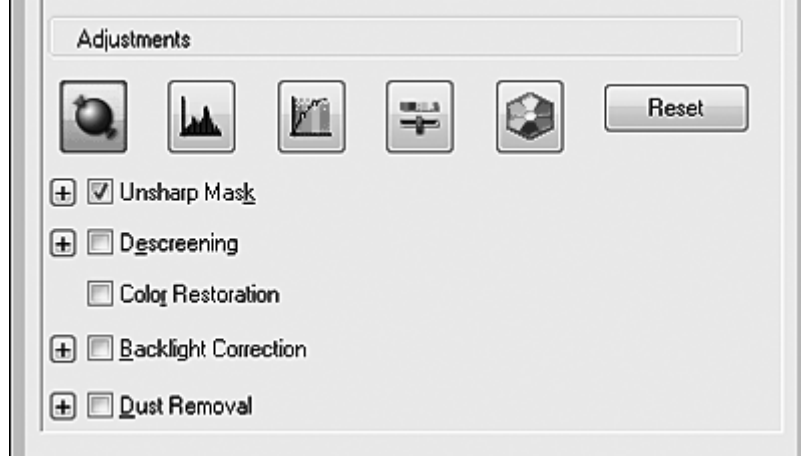 Adjustments
Reset
Unsharp Mask
Descreening
Color Restoration
Backlight Correction
Dust Removal